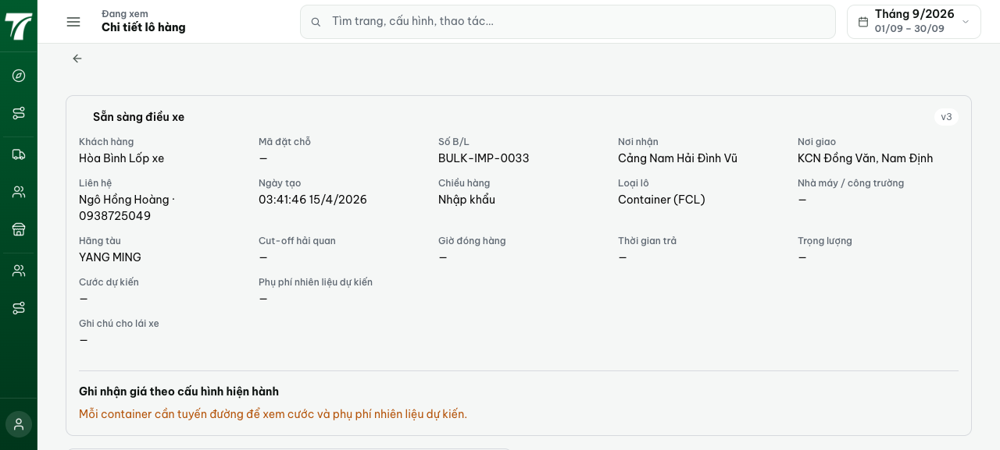 Đang xem
Chi tiết lô hàng
Tìm trang, cấu hình, thao tác...
Tháng 9/2026
01/09 – 30/09
Sẵn sàng điều xe
v3
Khách hàng
Hòa Bình Lốp xe
Mã đặt chỗ
—
Số B/L
BULK-IMP-0033
Nơi nhận
Cảng Nam Hải Đình Vũ
Nơi giao
KCN Đồng Văn, Nam Định
Liên hệ
Ngô Hồng Hoàng ·
0938725049
Ngày tạo
03:41:46 15/4/2026
Chiều hàng
Nhập khẩu
Loại lô
Container (FCL)
Nhà máy / công trường
—
Hãng tàu
YANG MING
Cut-off hải quan
—
Giờ đóng hàng
—
Thời gian trả
—
Trọng lượng
—
Cước dự kiến
—
Phụ phí nhiên liệu dự kiến
—
Ghi chú cho lái xe
—
Ghi nhận giá theo cấu hình hiện hành
Mỗi container cần tuyến đường để xem cước và phụ phí nhiên liệu dự kiến.